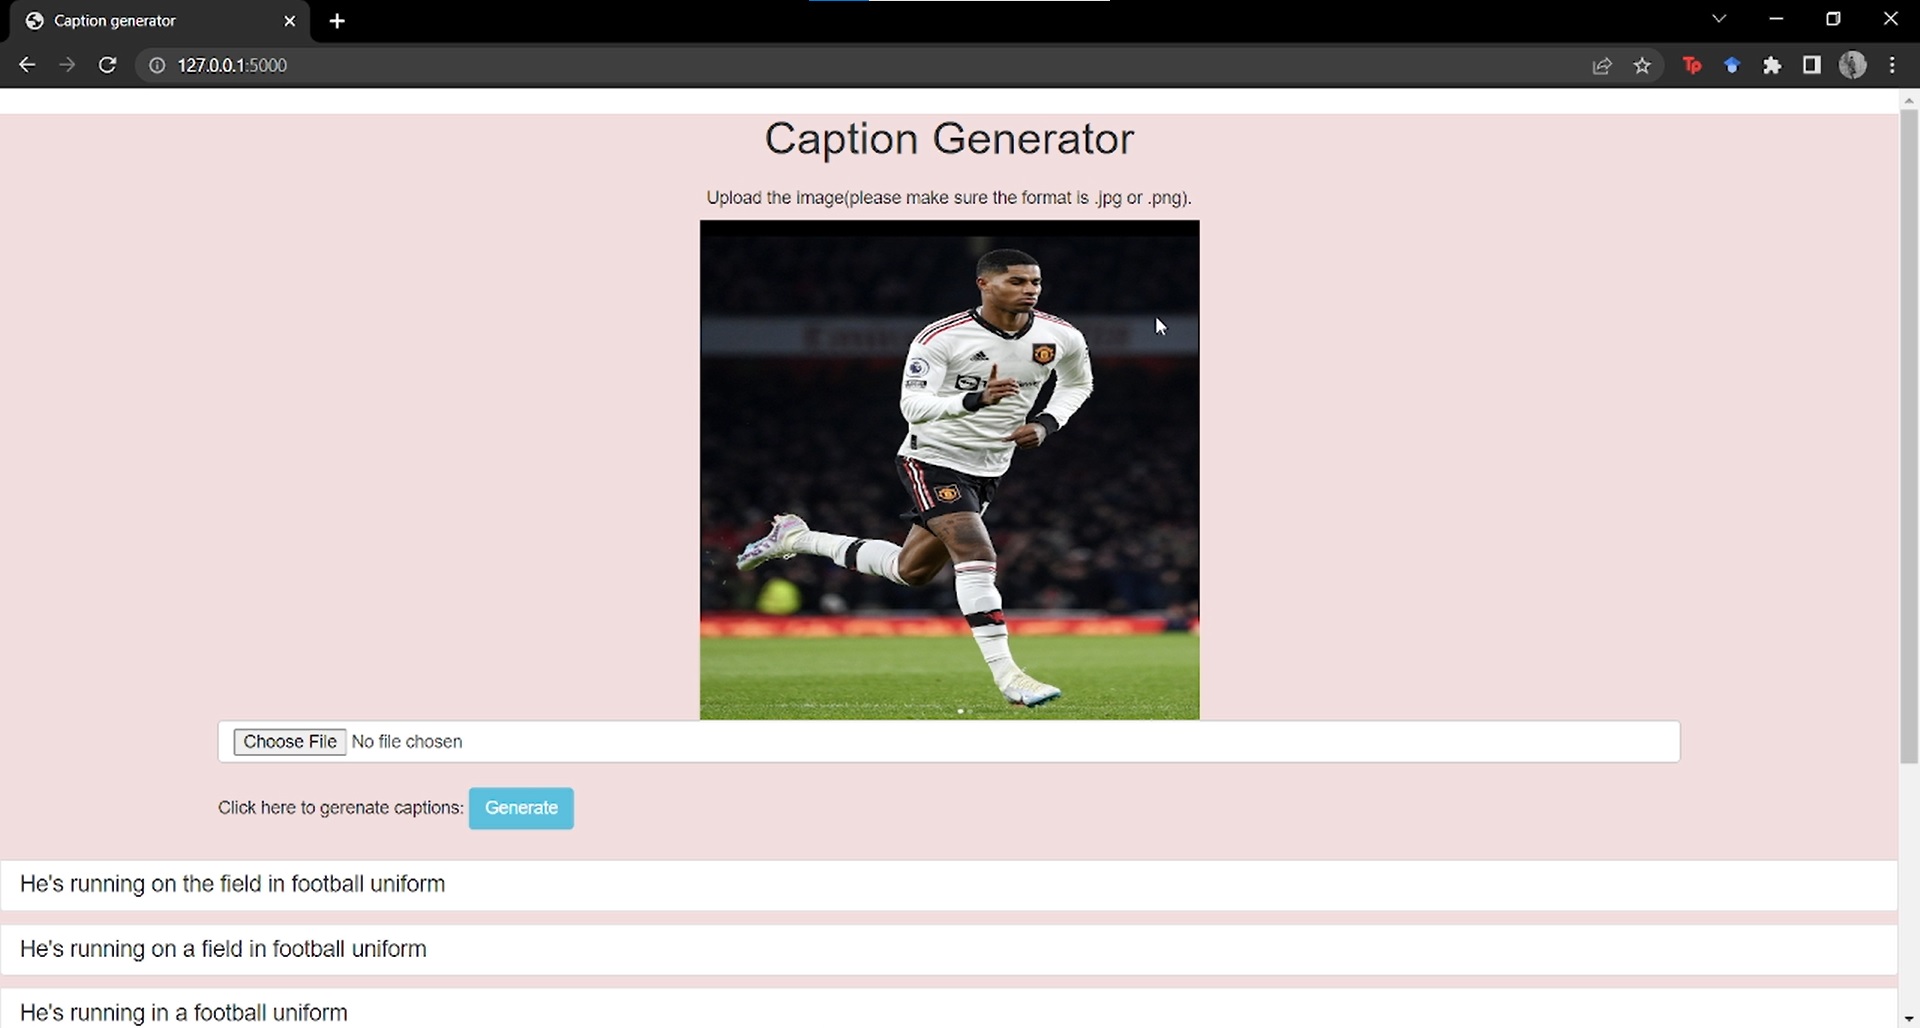 Caption generator
127.0.0.1:5000
Tp
Caption Generator
Upload the image(please make sure the format is .jpg or .png).
Choose File No file chosen
Click here to gerenate captions: Generate
He's running on the field in football uniform
He's running on a field in football uniform
He's running in a football uniform